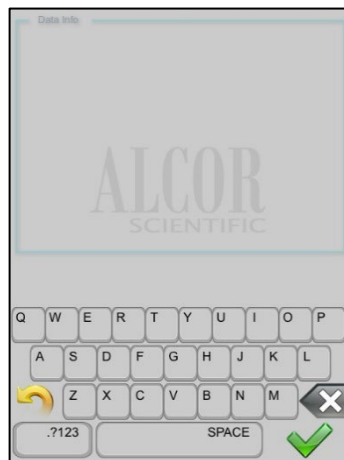 Data Info.
ALCOR
SCIENTIFIC
Q W E R T Y U I O P
A S D F G H J K L
Z X C V B N M
.?123 SPACE